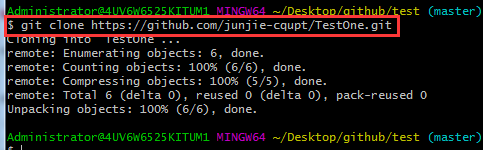 Administrator@4UV6W6525KITUM1 MINGW64 ~/Desktop/github/test (master)
$ git clone https://github.com/junjie-cqupt/TestOne.git
Cloning into 'TestOne'...
remote: Enumerating objects: 6, done.
remote: Counting objects: 100% (6/6), done.
remote: Compressing objects: 100% (5/5), done.
remote: Total 6 (delta 0), reused 0 (delta 0), pack-reused 0
Unpacking objects: 100% (6/6), done.
Administrator@4UV6W6525KITUM1 MINGW64 ~/Desktop/github/test (master)
$